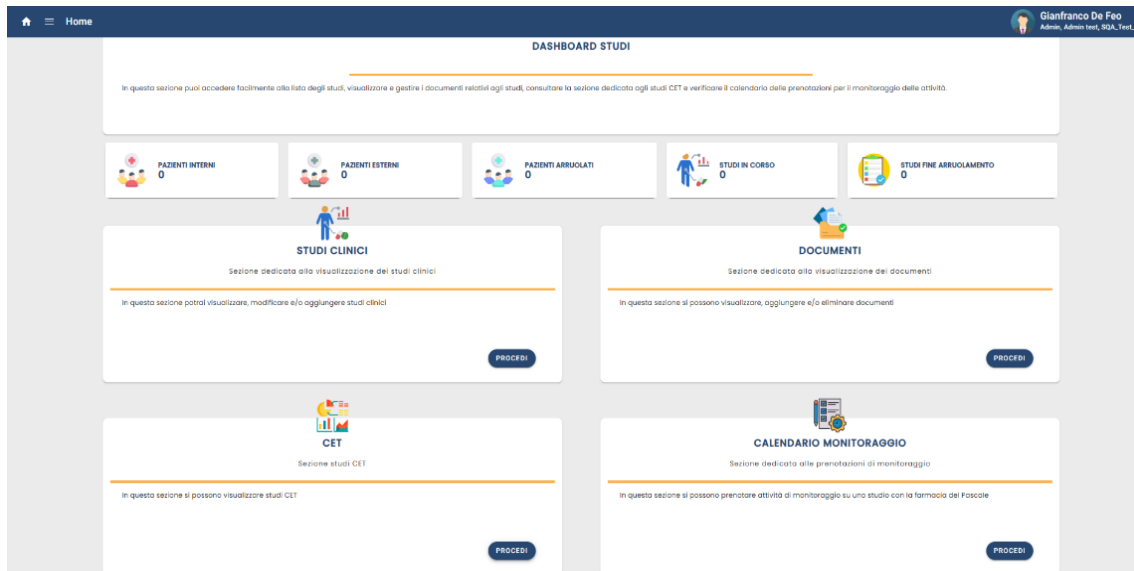 Home
Gianfranco De Feo
Admin, Admin test, SQA_Test_
DASHBOARD STUDI
In questa sezione puoi accedere facilmente alla lista degli studi, visualizzare e gestire i documenti relativi agli studi, consultare la sezione dedicata agli studi CET e verificare il calendario delle prenotazioni per il monitoraggio delle attività.
PAZIENTI INTERNI
0
PAZIENTI ESTERNI
0
PAZIENTI ARRUOLATI
0
STUDI IN CORSO
0
STUDI FINE ARRUOLAMENTO
0
STUDI CLINICI
Sezione dedicata alla visualizzazione dei studi clinici
In questa sezione potrai visualizzare, modificare e/o aggiungere studi clinici
PROCEDI
DOCUMENTI
Sezione dedicata alla visualizzazione dei documenti
In questa sezione si possono visualizzare, aggiungere e/o eliminare documenti
PROCEDI
CET
Sezione studi CET
In questa sezione si possono visualizzare studi CET
PROCEDI
CALENDARIO MONITORAGGIO
Sezione dedicata alle prenotazioni di monitoraggio
In questa sezione si possono prenotare attività di monitoraggio su uno studio con la farmacia del Pascale
PROCEDI